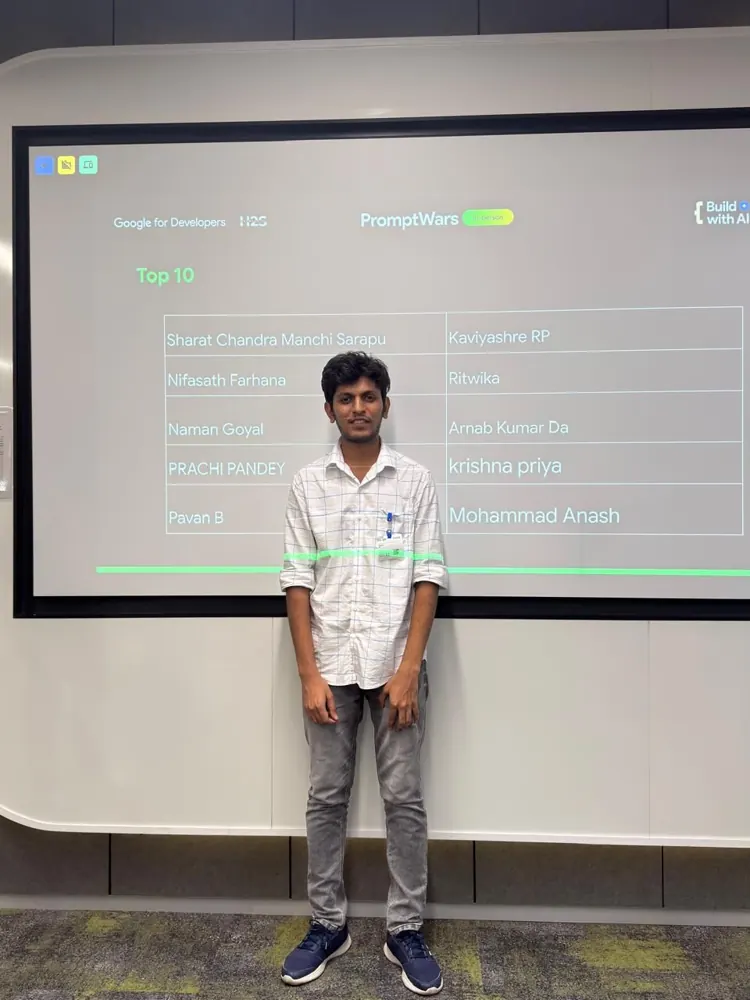 Google for Developers H2S
PromptWars
Build
with AI
Top 10
Sharat Chandra Manchi Sarapu
Kaviyashre RP
Nifasath Farhana
Ritwika
Naman Goyal
Arnab Kumar Da
PRACHI PANDEY
krishna priya
Pavan B
Mohammad Anash